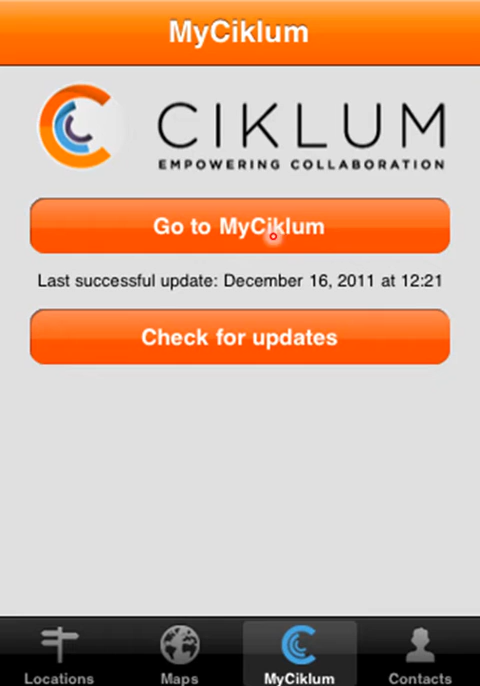 MyCiklum
CIKLUM
EMPOWERING COLLABORATION
Go to MyCiklum
Last successful update: December 16, 2011 at 12:21
Check for updates
Locations Maps MyCiklum Contacts